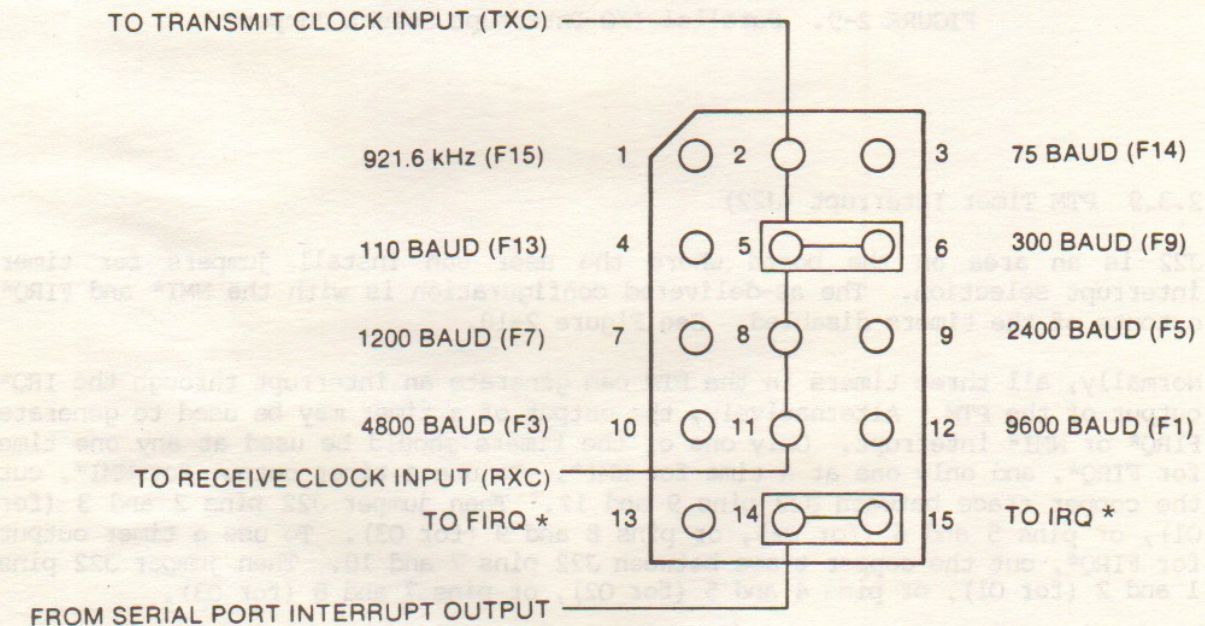 TO TRANSMIT CLOCK INPUT (TXC)
921.6 kHz (F15) 1 2 3 75 BAUD (F14)
110 BAUD (F13) 4 5 6 300 BAUD (F9)
1200 BAUD (F7) 7 8 9 2400 BAUD (F5)
4800 BAUD (F3) 10 11 12 9600 BAUD (F1)
TO RECEIVE CLOCK INPUT (RXC)
TO FIRQ * 13 14 15 TO IRQ *
FROM SERIAL PORT INTERRUPT OUTPUT